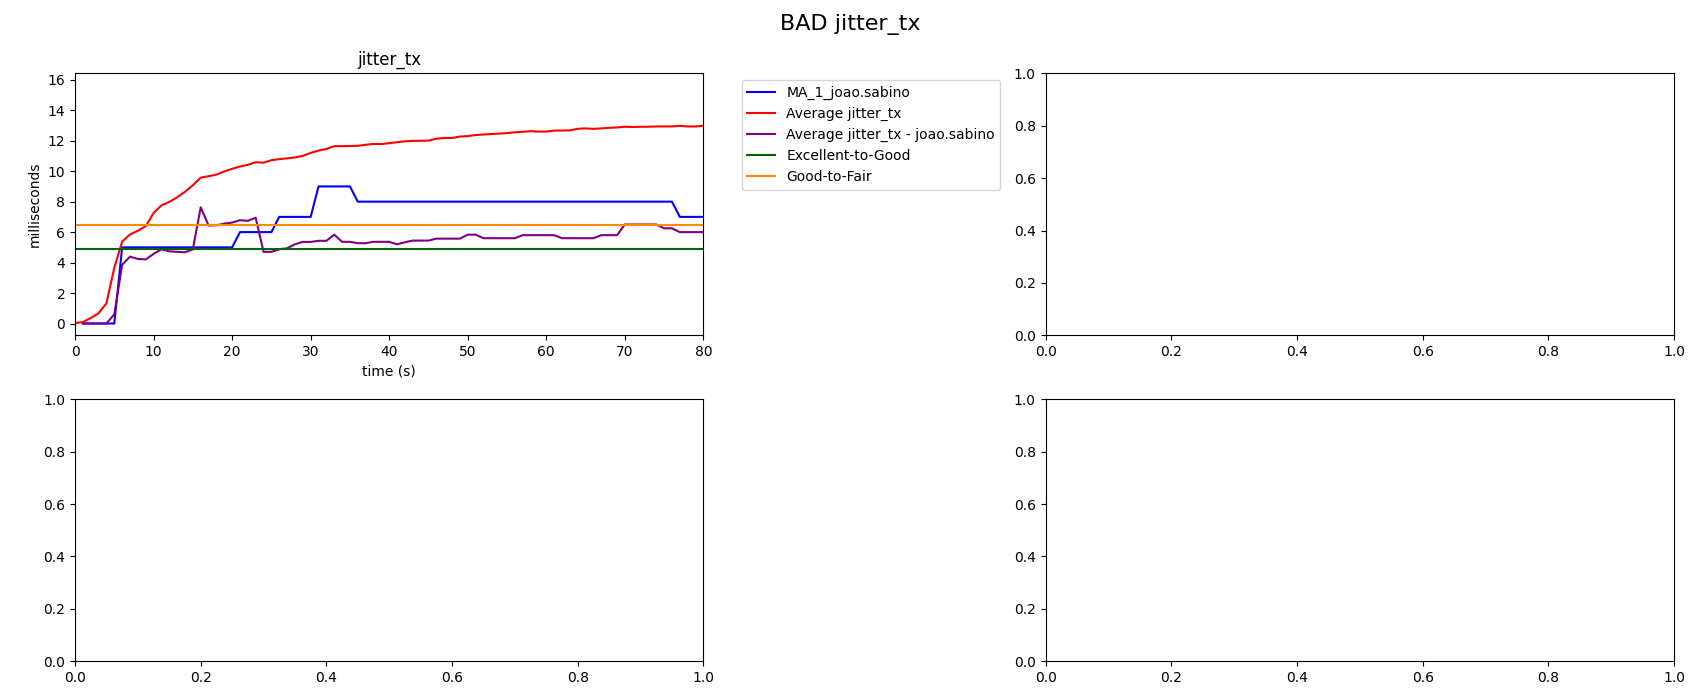 BAD jitter_tx
jitter_tx
milliseconds
16
14
12
10
8
6
4
2
0
0 10 20 30 40 50 60 70 80
time (s)
MA_1_joao.sabino
Average jitter_tx
Average jitter_tx - joao.sabino
Excellent-to-Good
Good-to-Fair
1.0
0.8
0.6
0.4
0.2
0.0
0.0 0.2 0.4 0.6 0.8 1.0
1.0
0.8
0.6
0.4
0.2
0.0
0.0 0.2 0.4 0.6 0.8 1.0
1.0
0.8
0.6
0.4
0.2
0.0
0.0 0.2 0.4 0.6 0.8 1.0